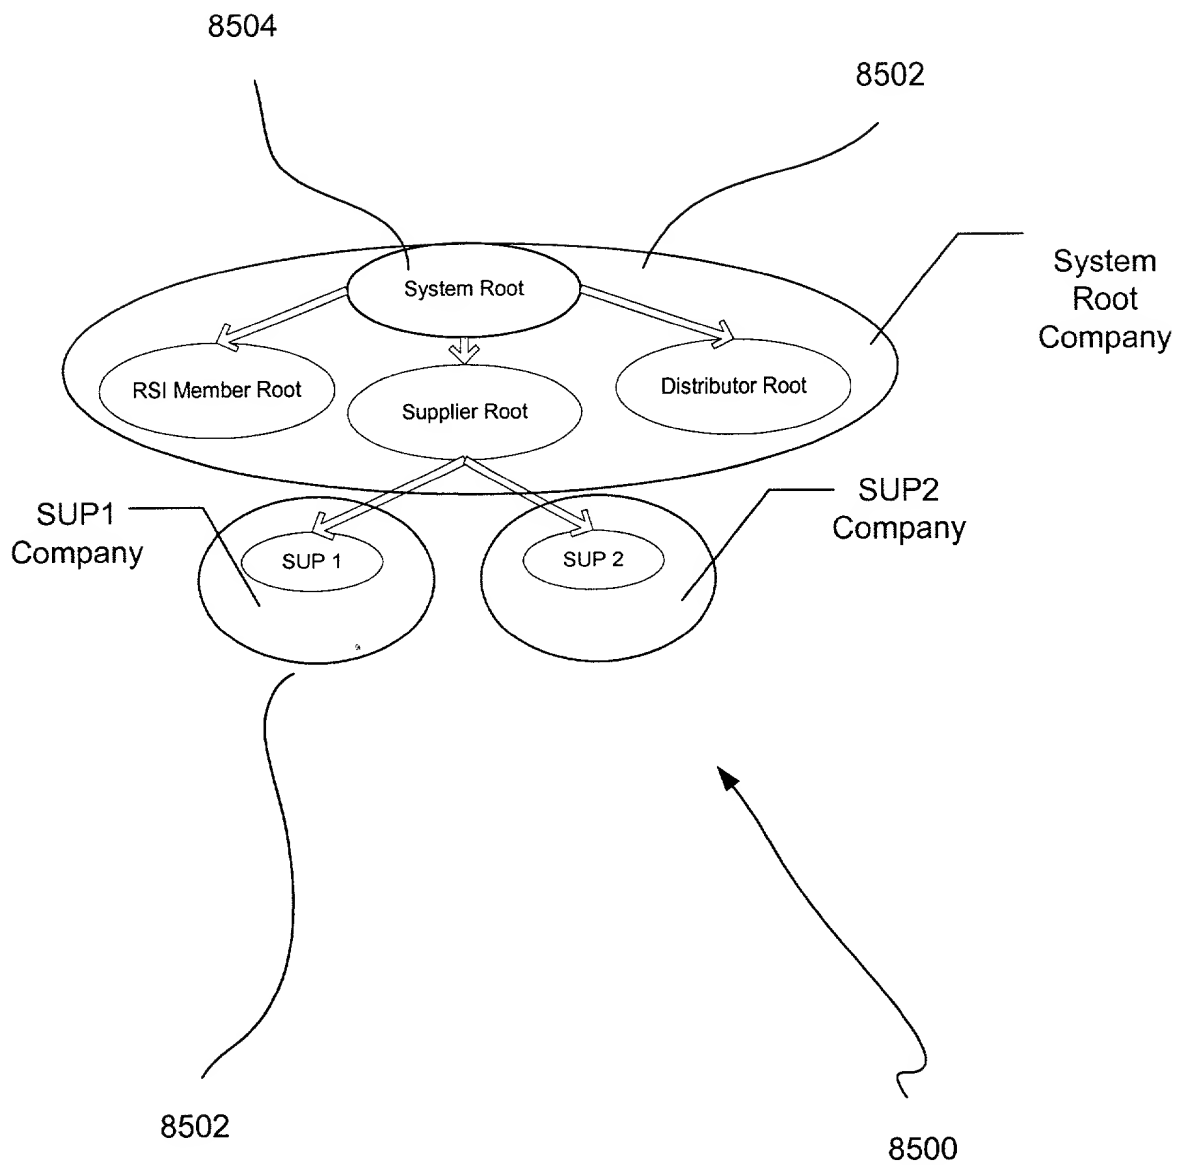 8504
8502
System
Root
Company
System Root
RSI Member Root
Supplier Root
Distributor Root
SUP1
Company
SUP2
Company
SUP 1
SUP 2
8502
8500